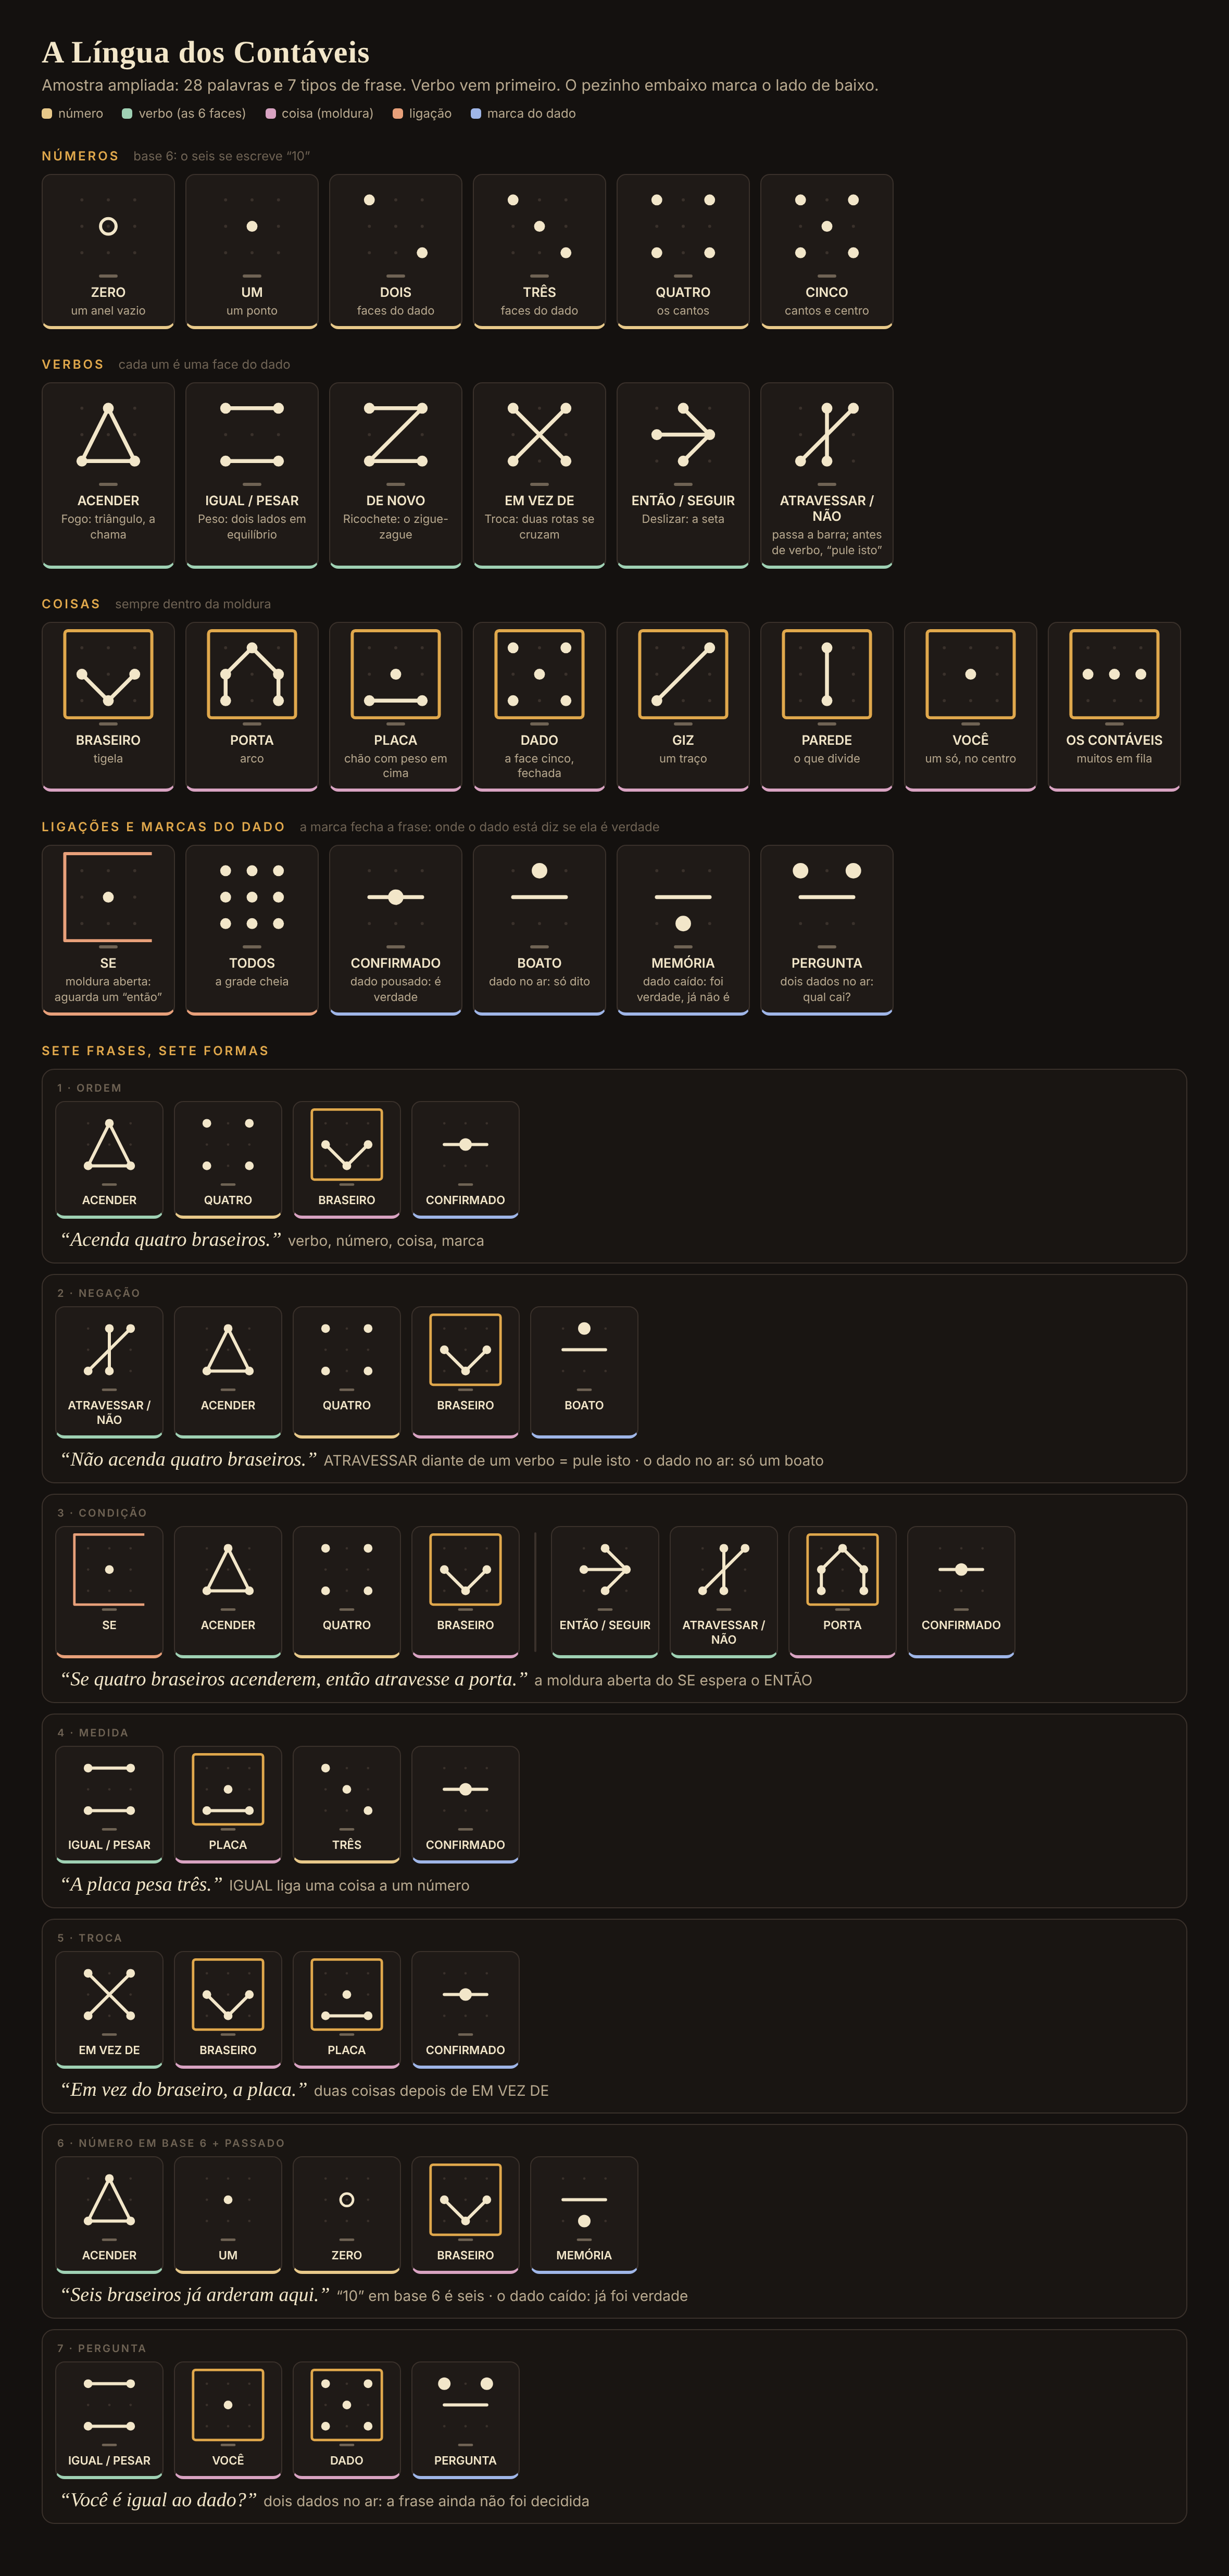 A Língua dos Contáveis
Amostra ampliada: 28 palavras e 7 tipos de frase. Verbo vem primeiro. O pezinho embaixo marca o lado de baixo.
número verbo (as 6 faces) coisa (moldura) ligação marca do dado
NÚMEROS base 6: o seis se escreve “10”
ZERO
um anel vazio
UM
um ponto
DOIS
faces do dado
TRÊS
faces do dado
QUATRO
os cantos
CINCO
cantos e centro
VERBOS cada um é uma face do dado
ACENDER
Fogo: triângulo, a
chama
IGUAL / PESAR
Peso: dois lados em
equilíbrio
DE NOVO
Ricochete: o zigue-
zague
EM VEZ DE
Troca: duas rotas se
cruzam
ENTÃO / SEGUIR
Deslizar: a seta
ATRAVESSAR /
NÃO
passa a barra; antes
de verbo, “pule isto”
COISAS sempre dentro da moldura
BRASEIRO
tigela
PORTA
arco
PLACA
chão com peso em
cima
DADO
a face cinco,
fechada
GIZ
um traço
PAREDE
o que divide
VOCÊ
um só, no centro
OS CONTÁVEIS
muitos em fila
LIGAÇÕES E MARCAS DO DADO a marca fecha a frase: onde o dado está diz se ela é verdade
SE
moldura aberta:
aguarda um “então”
TODOS
a grade cheia
CONFIRMADO
dado pousado: é
verdade
BOATO
dado no ar: só dito
MEMÓRIA
dado caído: foi
verdade, já não é
PERGUNTA
dois dados no ar:
qual cai?
SETE FRASES, SETE FORMAS
1 · ORDEM
ACENDER QUATRO BRASEIRO CONFIRMADO
“Acenda quatro braseiros.” verbo, número, coisa, marca
2 · NEGAÇÃO
ATRAVESSAR /
NÃO
ACENDER QUATRO BRASEIRO BOATO
“Não acenda quatro braseiros.” ATRAVESSAR diante de um verbo = pule isto · o dado no ar: só um boato
3 · CONDIÇÃO
SE ACENDER QUATRO BRASEIRO ENTÃO / SEGUIR
ATRAVESSAR /
NÃO
PORTA CONFIRMADO
“Se quatro braseiros acenderem, então atravesse a porta.” a moldura aberta do SE espera o ENTÃO
4 · MEDIDA
IGUAL / PESAR PLACA TRÊS CONFIRMADO
“A placa pesa três.” IGUAL liga uma coisa a um número
5 · TROCA
EM VEZ DE BRASEIRO PLACA CONFIRMADO
“Em vez do braseiro, a placa.” duas coisas depois de EM VEZ DE
6 · NÚMERO EM BASE 6 + PASSADO
ACENDER UM ZERO BRASEIRO MEMÓRIA
“Seis braseiros já arderam aqui.” “10” em base 6 é seis · o dado caído: já foi verdade
7 · PERGUNTA
IGUAL / PESAR VOCÊ DADO PERGUNTA
“Você é igual ao dado?” dois dados no ar: a frase ainda não foi decidida